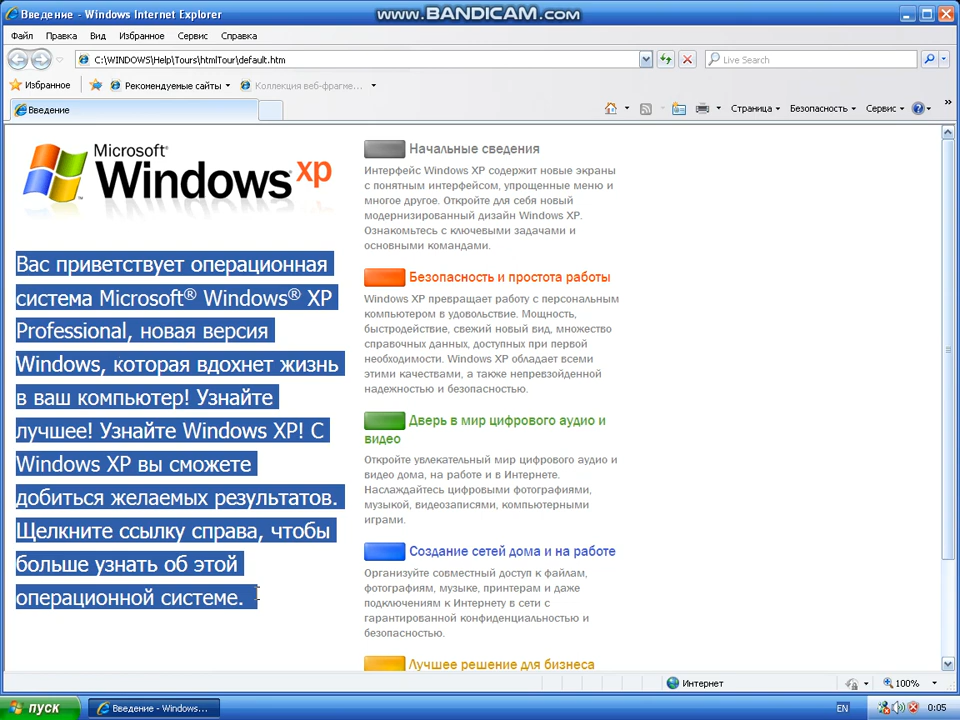 Введение - Windows Internet Explorer
www.BANDICAM.com
Файл Правка Вид Избранное Сервис Справка
C:\WINDOWS\Help\Tours\htmlTour\default.htm
Live Search
Избранное Рекомендуемые сайты Коллекция веб-фрагме...
Введение
Страница Безопасность Сервис
Microsoft®
Windows® xp
Вас приветствует операционная
система Microsoft® Windows® XP
Professional, новая версия
Windows, которая вдохнет жизнь
в ваш компьютер! Узнайте
лучшее! Узнайте Windows XP! С
Windows XP вы сможете
добиться желаемых результатов.
Щелкните ссылку справа, чтобы
больше узнать об этой
операционной системе.
Начальные сведения
Интерфейс Windows XP содержит новые экраны
с понятным интерфейсом, упрощенные меню и
многое другое. Откройте для себя новый
модернизированный дизайн Windows XP.
Ознакомьтесь с ключевыми задачами и
основными командами.
Безопасность и простота работы
Windows XP превращает работу с персональным
компьютером в удовольствие. Мощность,
быстродействие, свежий новый вид, множество
справочных данных, доступных при первой
необходимости. Windows XP обладает всеми
этими качествами, а также непревзойденной
надежностью и безопасностью.
Дверь в мир цифрового аудио и
видео
Откройте увлекательный мир цифрового аудио и
видео дома, на работе и в Интернете.
Наслаждайтесь цифровыми фотографиями,
музыкой, видеозаписями, компьютерными
играми.
Создание сетей дома и на работе
Организуйте совместный доступ к файлам,
фотографиям, музыке, принтерам и даже
подключениям к Интернету в сети с
гарантированной конфиденциальностью и
безопасностью.
Лучшее решение для бизнеса
Интернет
100%
пуск
Введение - Windows...
EN
0:05